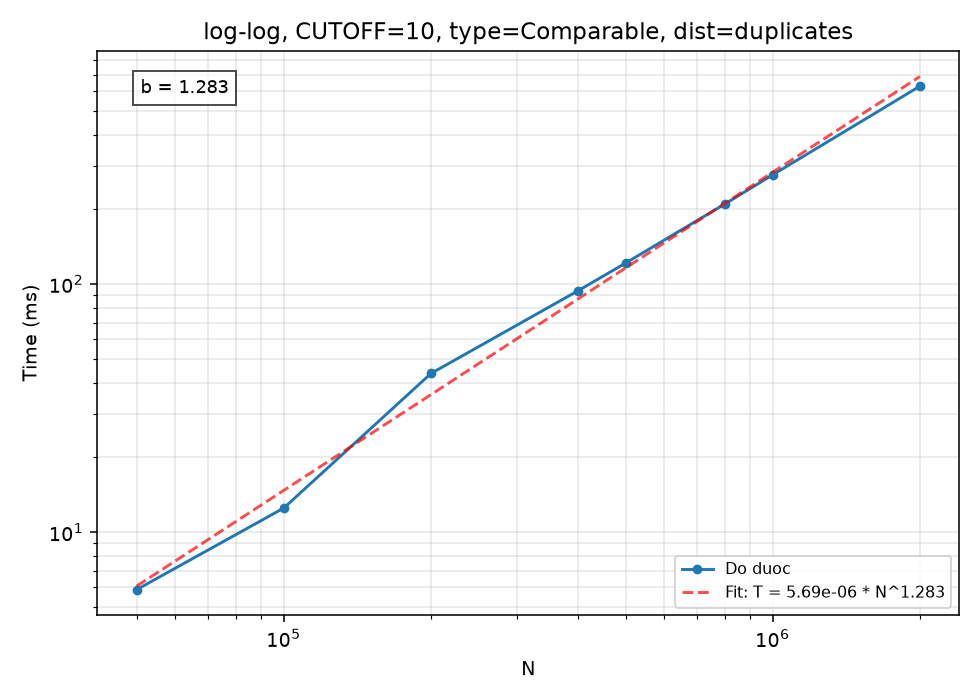 log-log, CUTOFF=10, type=Comparable, dist=duplicates
b = 1.283
Time (ms)
10^2
10^1
10^5
10^6
N
Do duoc
Fit: T = 5.69e-06 * N^1.283